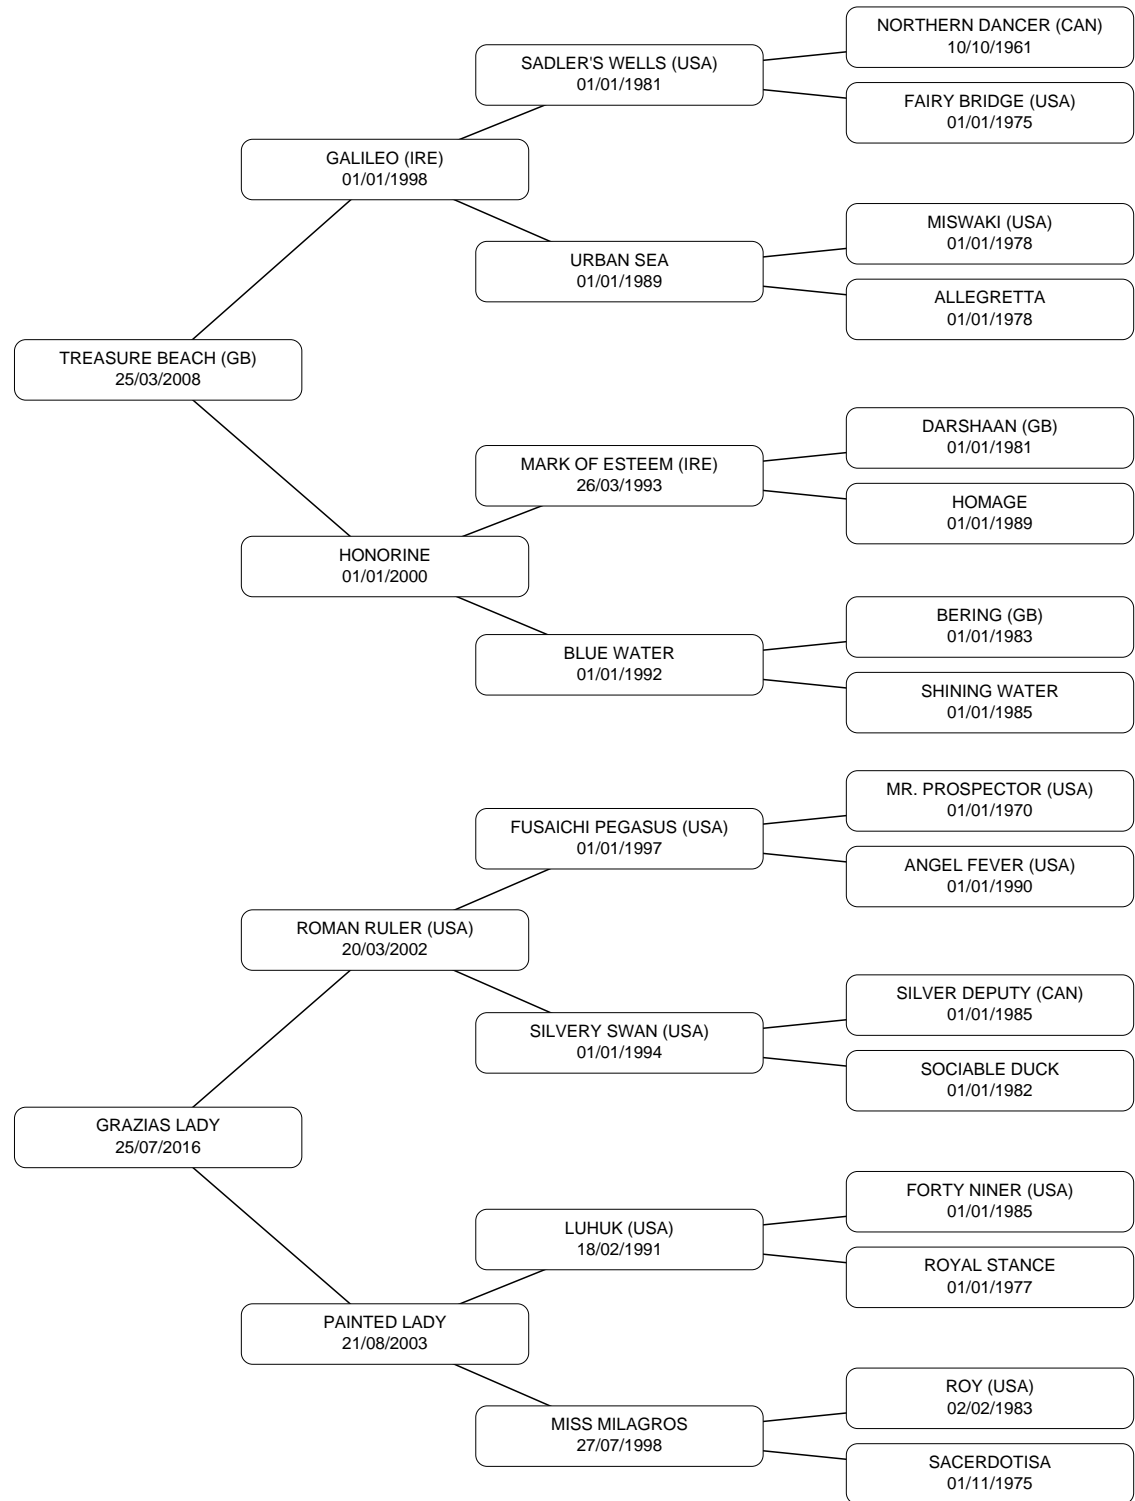 NORTHERN DANCER (CAN)
10/10/1961
SADLER'S WELLS (USA)
01/01/1981
FAIRY BRIDGE (USA)
01/01/1975
GALILEO (IRE)
01/01/1998
MISWAKI (USA)
01/01/1978
URBAN SEA
01/01/1989
ALLEGRETTA
01/01/1978
TREASURE BEACH (GB)
25/03/2008
DARSHAAN (GB)
01/01/1981
MARK OF ESTEEM (IRE)
26/03/1993
HOMAGE
01/01/1989
HONORINE
01/01/2000
BERING (GB)
01/01/1983
BLUE WATER
01/01/1992
SHINING WATER
01/01/1985
MR. PROSPECTOR (USA)
01/01/1970
FUSAICHI PEGASUS (USA)
01/01/1997
ANGEL FEVER (USA)
01/01/1990
ROMAN RULER (USA)
20/03/2002
SILVER DEPUTY (CAN)
01/01/1985
SILVERY SWAN (USA)
01/01/1994
SOCIABLE DUCK
01/01/1982
GRAZIAS LADY
25/07/2016
FORTY NINER (USA)
01/01/1985
LUHUK (USA)
18/02/1991
ROYAL STANCE
01/01/1977
PAINTED LADY
21/08/2003
ROY (USA)
02/02/1983
MISS MILAGROS
27/07/1998
SACERDOTISA
01/11/1975